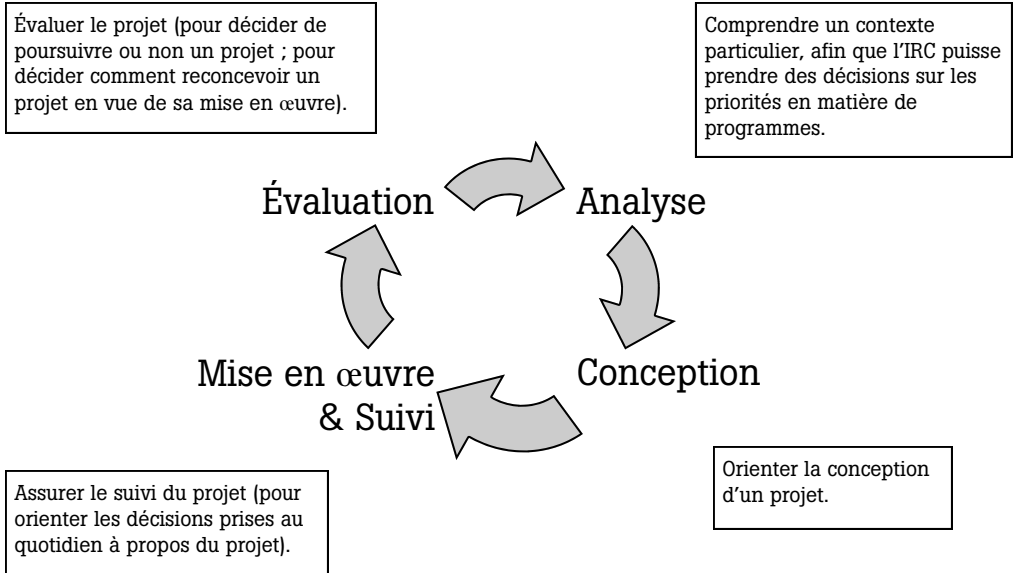 Évaluer le projet (pour décider de
poursuivre ou non un projet ; pour
décider comment reconcevoir un
projet en vue de sa mise en œuvre).
Comprendre un contexte
particulier, afin que l'IRC puisse
prendre des décisions sur les
priorités en matière de
programmes.
Évaluation
Analyse
Mise en œuvre
& Suivi
Conception
Assurer le suivi du projet (pour
orienter les décisions prises au
quotidien à propos du projet).
Orienter la conception
d'un projet.